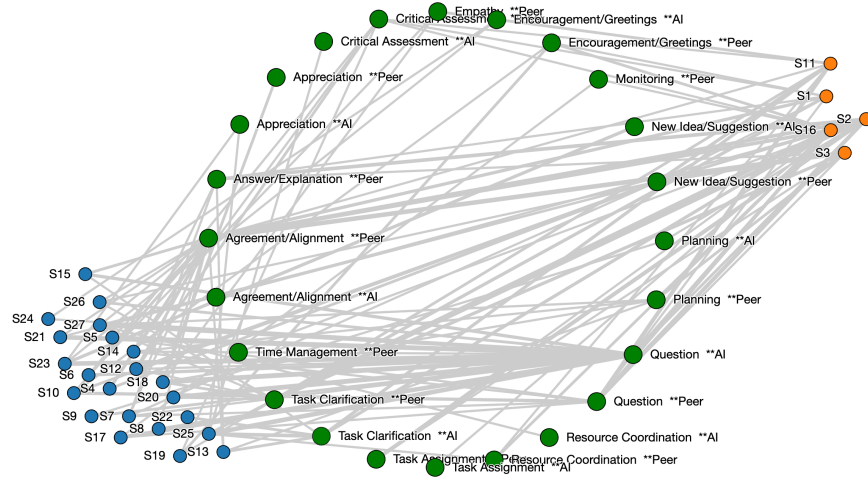 Empathy **Peer
Critical Assessment **
Encouragement/Greetings **AI
Critical Assessment **AI
Encouragement/Greetings **Peer
S11
Appreciation **Peer
Monitoring **Peer
S1
Appreciation **AI
New Idea/Suggestion **AI
S16
S2
S3
Answer/Explanation **Peer
New Idea/Suggestion **Peer
Agreement/Alignment **Peer
Planning **AI
S15
Agreement/Alignment **AI
Planning **Peer
S26
S24
S27
S21
S5
S14
Time Management **Peer
Question **AI
S23
S6
S12
S18
S10
S4
S20
Task Clarification **Peer
Question **Peer
S9
S7
S22
S17
S8
S25
Task Clarification **AI
Resource Coordination **AI
S19
S13
Task Assignment **Peer
Resource Coordination **Peer
Task Assignment **AI